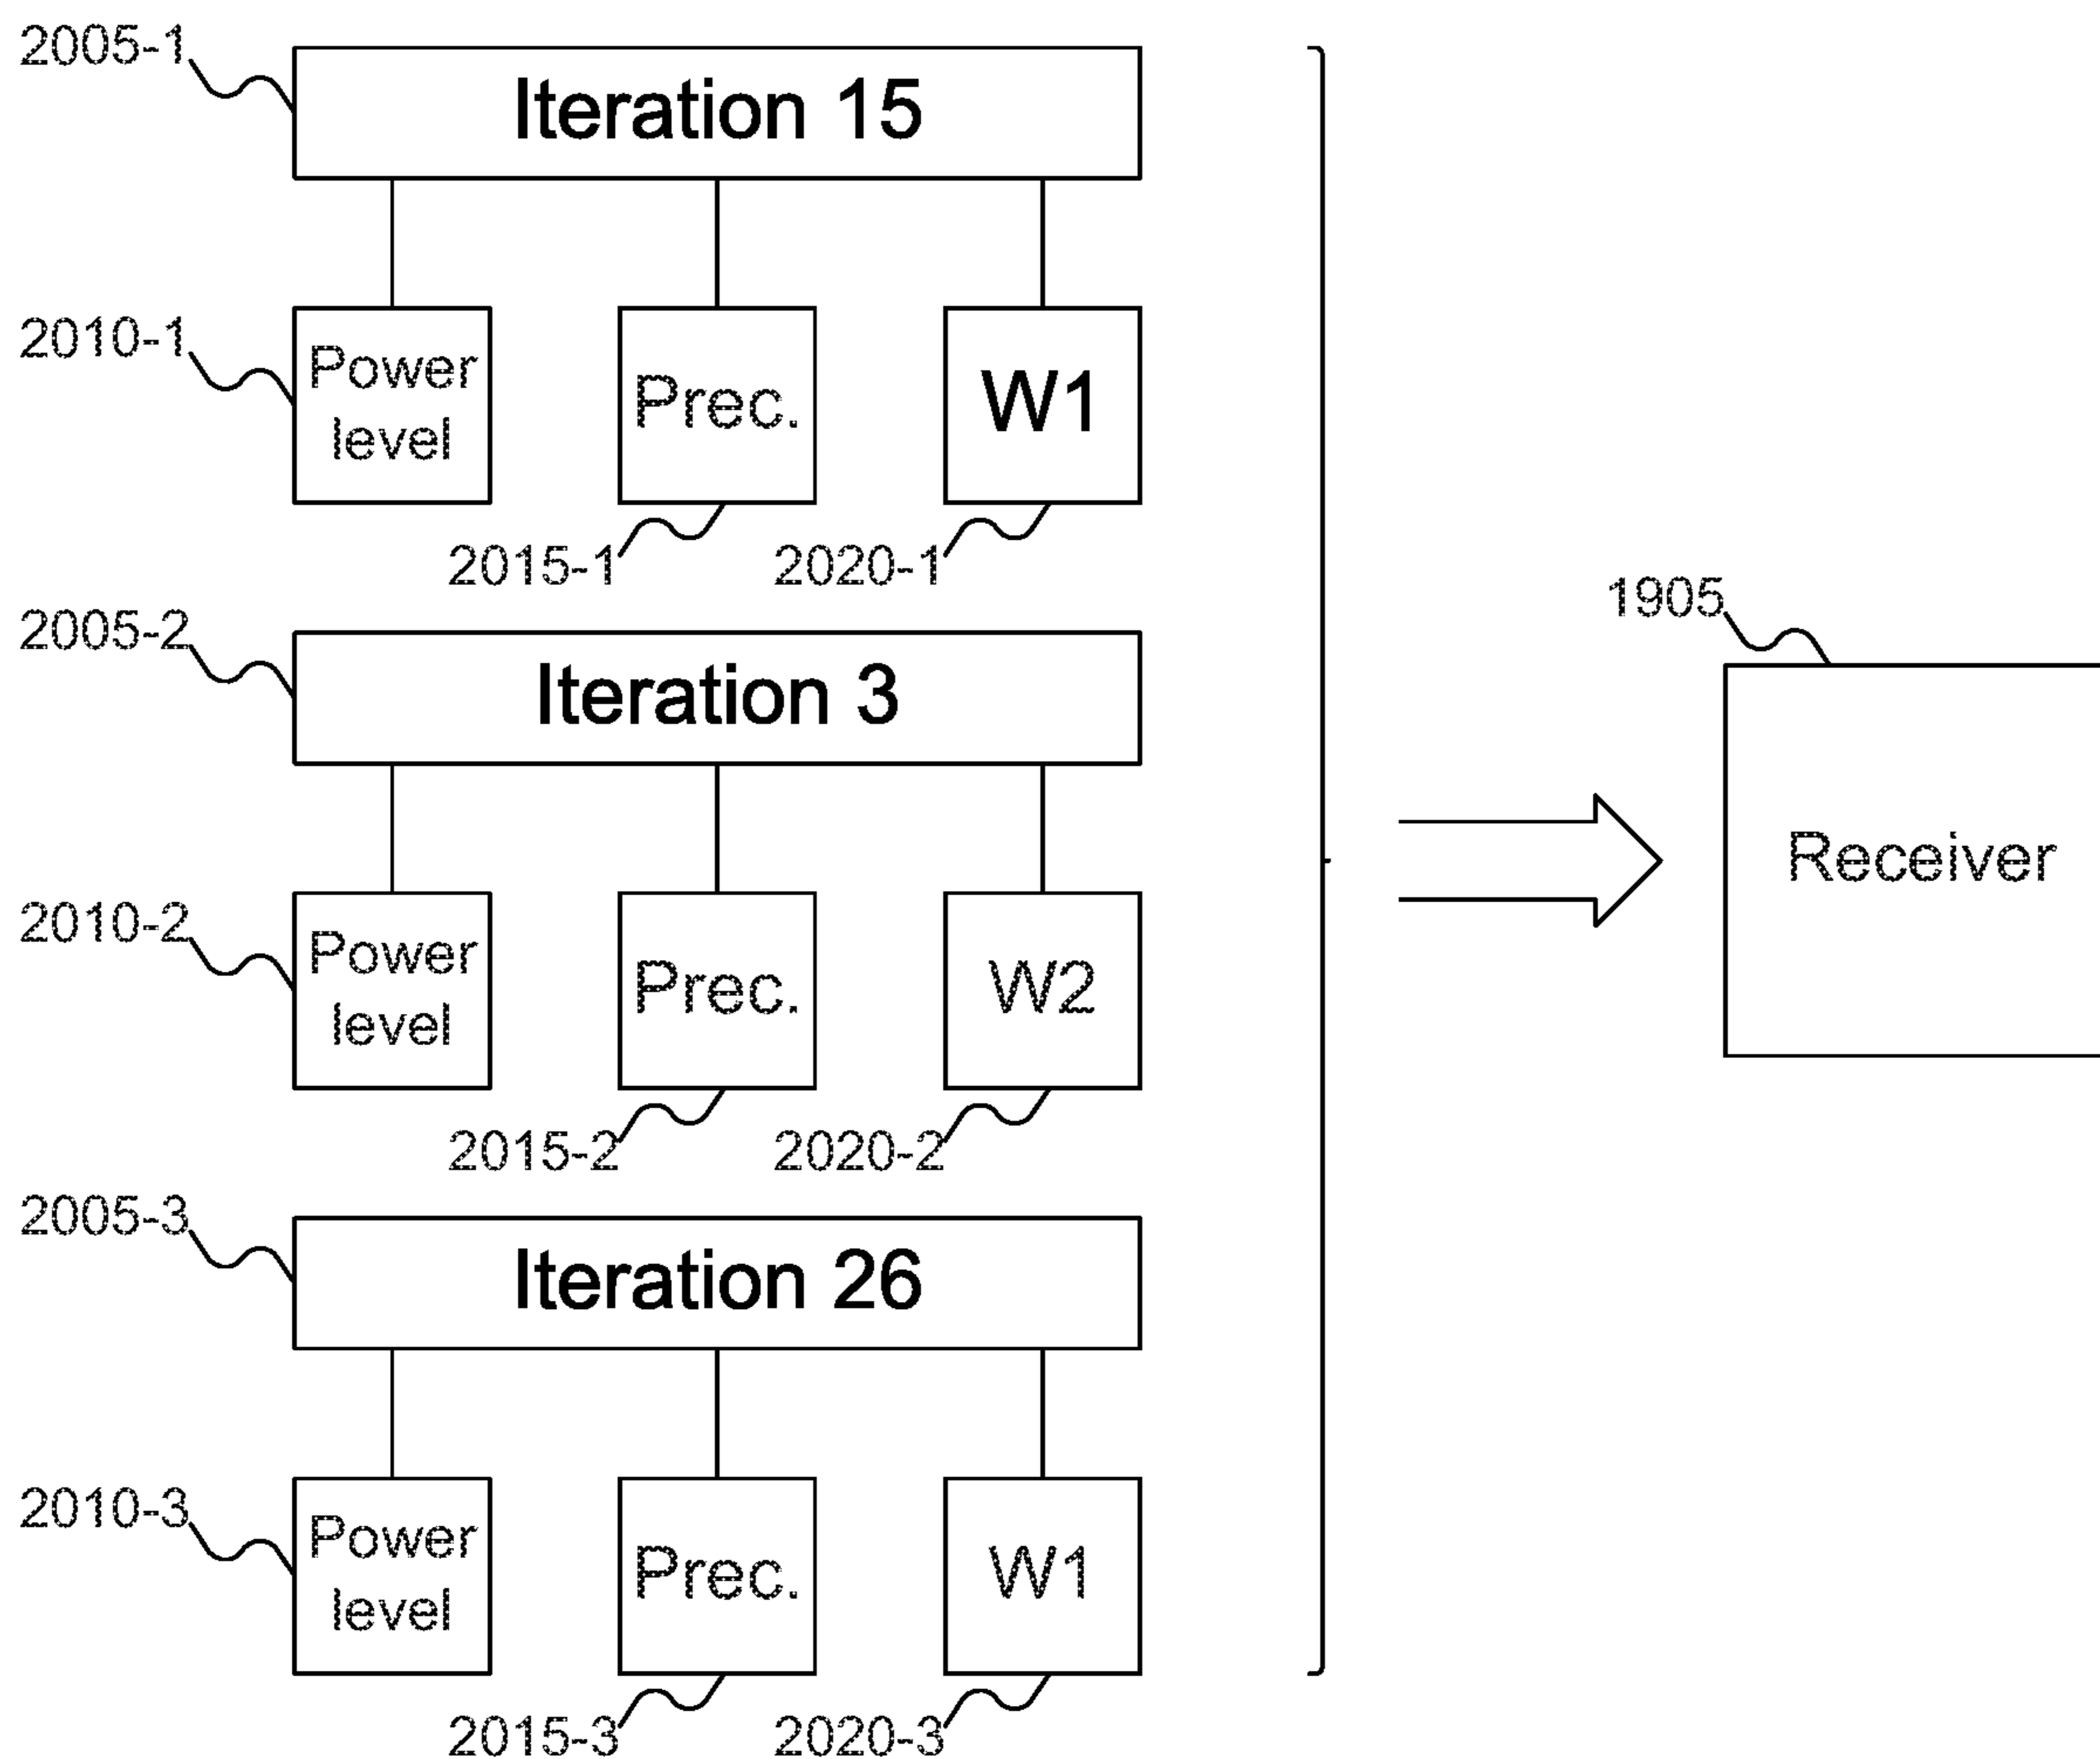 2005-1
Iteration 15
2010-1
Power
level
Prec.
W1
2015-1
2020-1
1905
2005-2
Iteration 3
Receiver
2010-2
Power
level
Prec.
W2
2015-2
2020-2
2005-3
Iteration 26
2010-3
Power
level
Prec.
W1
2015-3
2020-3